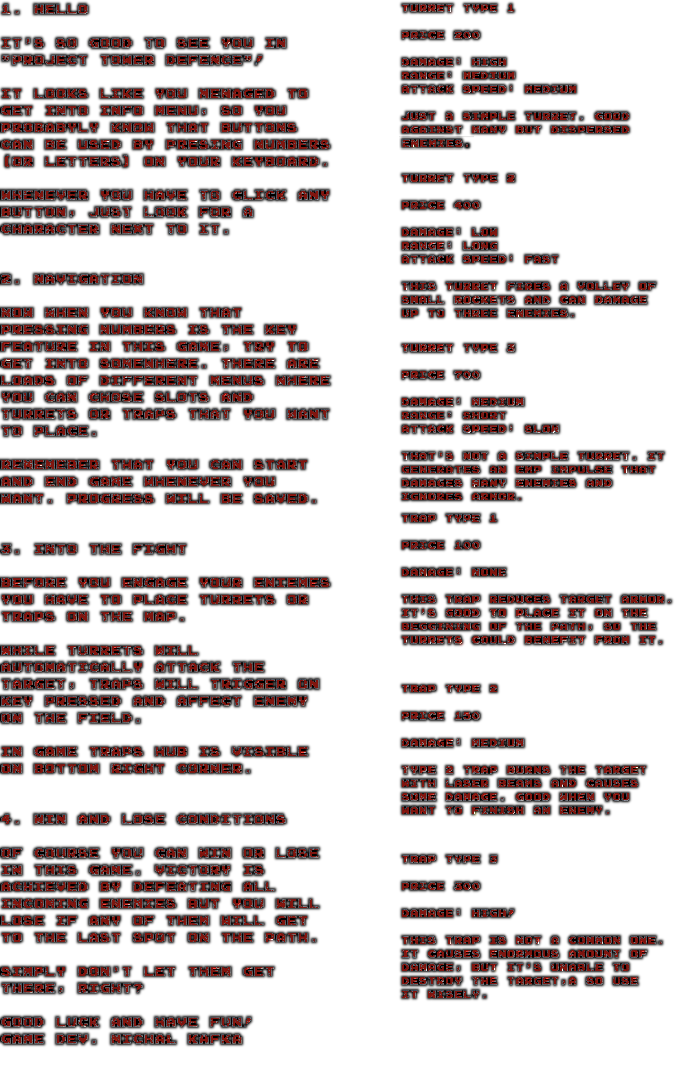 1. HELLO
IT'S SO GOOD TO SEE YOU IN
"PROJECT TOWER DEFENCE"!
IT LOOKS LIKE YOU MENAGED TO
GET INTO INFO MENU, SO YOU
PROBABYLY KNOW THAT BUTTONS
CAN BE USED BY PRESING NUMBERS
(OR LETTERS) ON YOUR KEYBOARD.
WHENEVER YOU HAVE TO CLICK ANY
BUTTON, JUST LOOK FOR A
CHARACTER NEXT TO IT.
2. NAVIGATION
NOW WHEN YOU KNOW THAT
PRESSING NUMBERS IS THE KEY
FEATURE IN THIS GAME, TRY TO
GET INTO SOMEWHERE. THERE ARE
LOADS OF DIFFERENT MENUS WHERE
YOU CAN CHOSE SLOTS AND
TURRETS OR TRAPS THAT YOU WANT
TO PLACE.
REMEMEBER THAT YOU CAN START
AND END GAME WHENEVER YOU
WANT. PROGRESS WILL BE SAVED.
3. INTO THE FIGHT
BEFORE YOU ENGAGE YOUR ENIEMES
YOU HAVE TO PLACE TURRETS OR
TRAPS ON THE MAP.
WHILE TURRETS WILL
AUTOMATICALLY ATTACK THE
TARGET, TRAPS WILL TRIGGER ON
KEY PRESSED AND AFFECT ENEMY
ON THE FIELD.
IN GAME TRAPS HUB IS VISIBLE
ON BOTTOM RIGHT CORNER.
4. WIN AND LOSE CONDITIONS
OF COURSE YOU CAN WIN OR LOSE
IN THIS GAME. VICTORY IS
ACHIEVED BY DEFEATING ALL
INCOMING ENEMIES BUT YOU WILL
LOSE IF ANY OF THEM WILL GET
TO THE LAST SPOT ON THE PATH.
SIMPLY DON'T LET THEM GET
THERE, RIGHT?
GOOD LUCK AND HAVE FUN!
GAME DEV. MICHAL KAFKA
TURRET TYPE 1
PRICE 200
DAMAGE: HIGH
RANGE: MEDIUM
ATTACK SPEED: MEDIUM
JUST A SIMPLE TURRET. GOOD
AGAINST MANY BUT DISPERSED
ENEMIES.
TURRET TYPE 2
PRICE 400
DAMAGE: LOW
RANGE: LONG
ATTACK SPEED: FAST
THIS TURRET FIRES A VOLLEY OF
SMALL ROCKETS AND CAN DAMAGE
UP TO THREE ENEMIES.
TURRET TYPE 3
PRICE 700
DAMAGE: MEDIUM
RANGE: SHORT
ATTACK SPEED: SLOW
THAT'S NOT A SIMPLE TURRET. IT
GENERATES AN EMP IMPULSE THAT
DAMAGES MANY ENEMIES AND
IGNORES ARMOR.
TRAP TYPE 1
PRICE 100
DAMAGE: NONE
THIS TRAP REDUCES TARGET ARMOR.
IT'S GOOD TO PLACE IT ON THE
BEGGINING OF THE PATH, SO THE
TURRETS COULD BENEFIT FROM IT.
TRAP TYPE 2
PRICE 150
DAMAGE: MEDIUM
TYPE 2 TRAP BURNS THE TARGET
WITH LASER BEAMS AND CAUSES
SOME DAMAGE. GOOD WHEN YOU
WANT TO FINISH AN ENEMY.
TRAP TYPE 3
PRICE 300
DAMAGE: HIGH!
THIS TRAP IS NOT A COMMON ONE.
IT CAUSES ENORMOUS AMOUNT OF
DAMAGE, BUT IT'S UNABLE TO
DESTROY THE TARGET,A SO USE
IT WISELY.